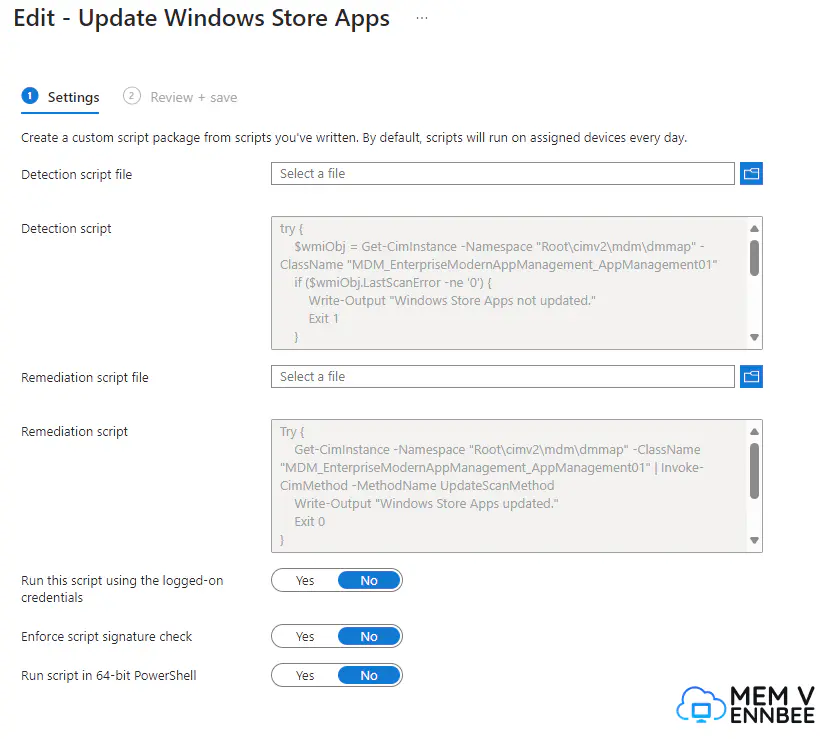 Edit - Update Windows Store Apps ...
1 Settings 2 Review + save
Create a custom script package from scripts you've written. By default, scripts will run on assigned devices every day.
Detection script file Select a file
Detection script
try {
$wmiObj = Get-CimInstance -Namespace "Root\cimv2\mdm\dmmap" -
ClassName "MDM_EnterpriseModernAppManagement_AppManagement01"
if ($wmiObj.LastScanError -ne '0') {
Write-Output "Windows Store Apps not updated."
Exit 1
}
Remediation script file Select a file
Remediation script
Try {
Get-CimInstance -Namespace "Root\cimv2\mdm\dmmap" -ClassName
"MDM_EnterpriseModernAppManagement_AppManagement01" | Invoke-
CimMethod -MethodName UpdateScanMethod
Write-Output "Windows Store Apps updated."
Exit 0
}
Run this script using the logged-on
credentials
Yes No
Enforce script signature check Yes No
Run script in 64-bit PowerShell Yes No
MEM V
ENNBEE